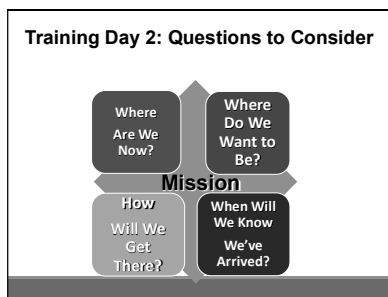 Training Day 2: Questions to Consider
Where
Are We
Now?
Where
Do We
Want to
Be?
Mission
How
Will We
Get
There?
When Will
We Know
We've
Arrived?